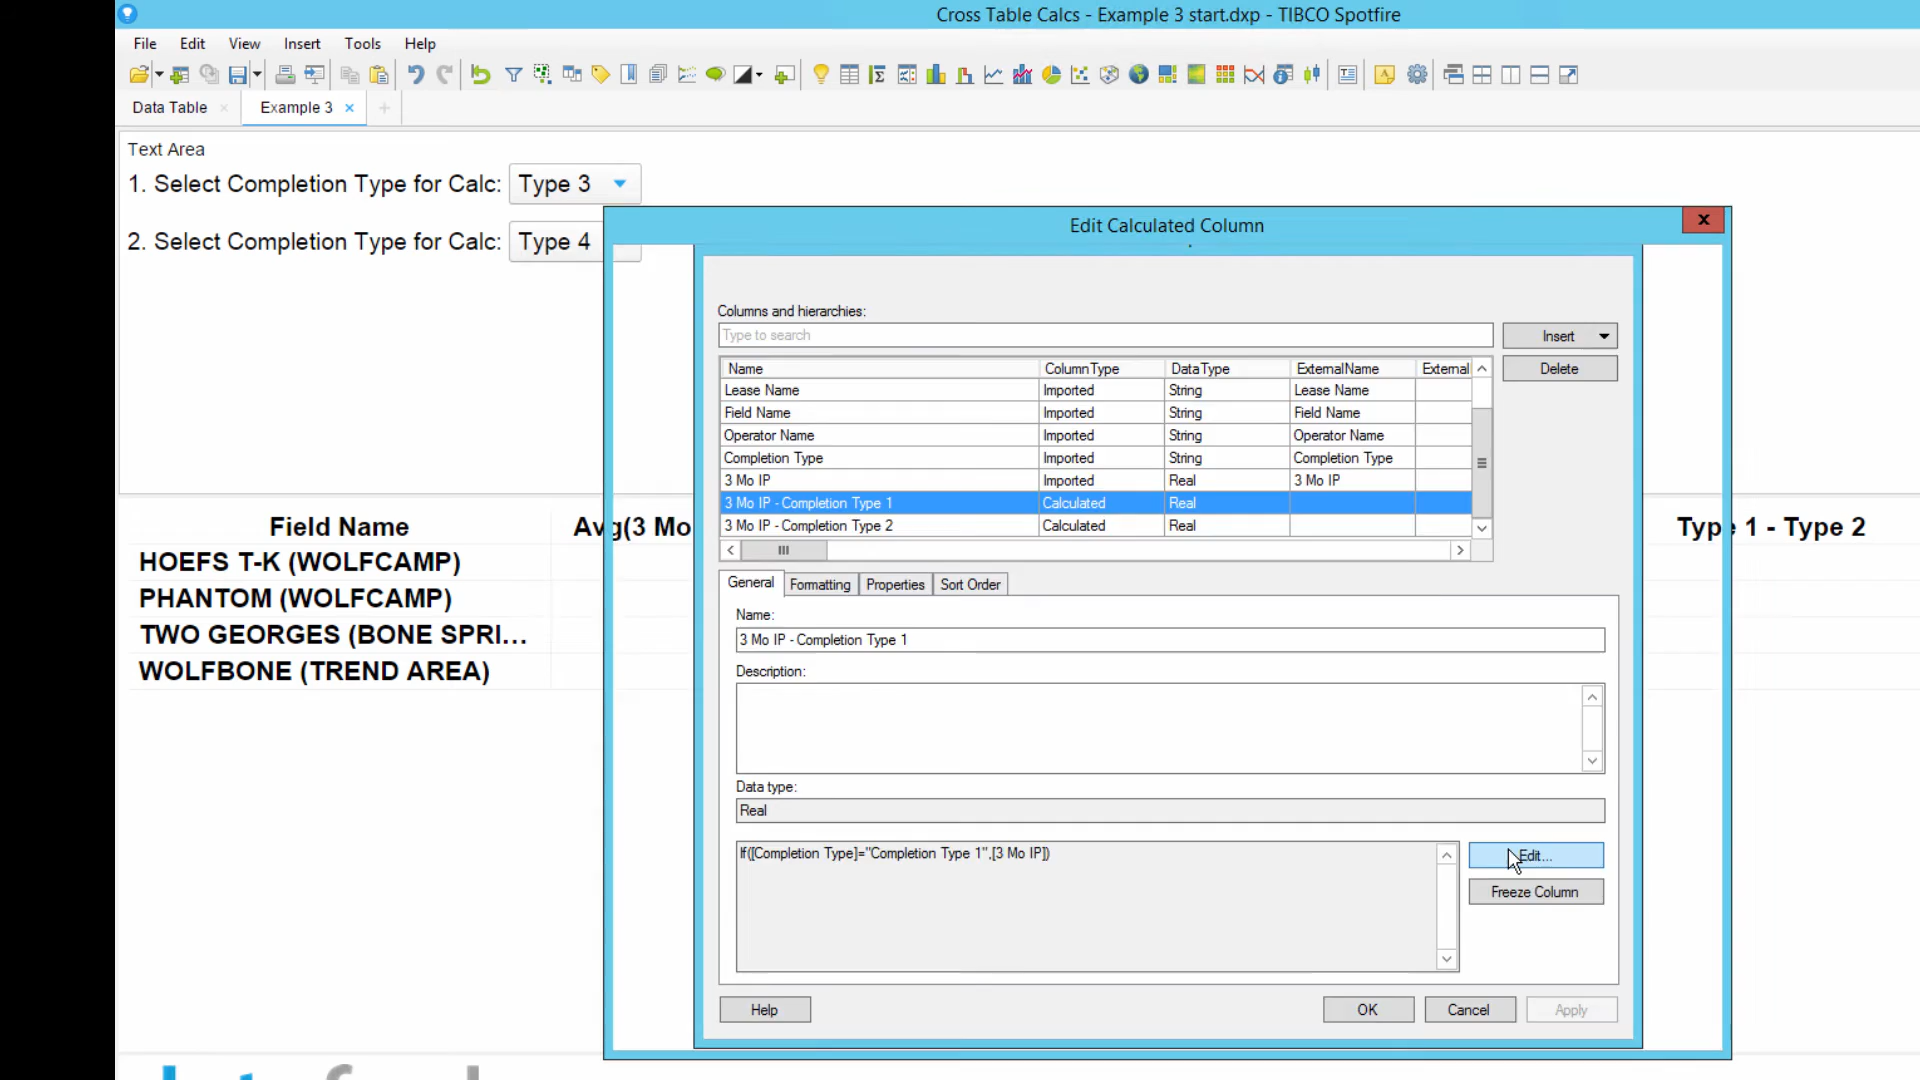 Cross Table Calcs - Example 3 start.dxp - TIBCO Spotfire
File Edit View Insert Tools Help
Data Table Example 3
Text Area
1. Select Completion Type for Calc: Type 3
2. Select Completion Type for Calc: Type 4
Edit Calculated Column
Columns and hierarchies:
Type to search
Insert
Delete
Name ColumnType DataType ExternalName External
Lease Name Imported String Lease Name
Field Name Imported String Field Name
Operator Name Imported String Operator Name
Completion Type Imported String Completion Type
3 Mo IP Imported Real 3 Mo IP
3 Mo IP - Completion Type 1 Calculated Real
3 Mo IP - Completion Type 2 Calculated Real
Field Name Avg(3 Mo Type 1 - Type 2
HOEFS T-K (WOLFCAMP)
PHANTOM (WOLFCAMP)
TWO GEORGES (BONE SPRI...
WOLFBONE (TREND AREA)
General Formatting Properties Sort Order
Name:
3 Mo IP - Completion Type 1
Description:
Data type:
Real
If([Completion Type]="Completion Type 1",[3 Mo IP])
Edit...
Freeze Column
Help OK Cancel Apply